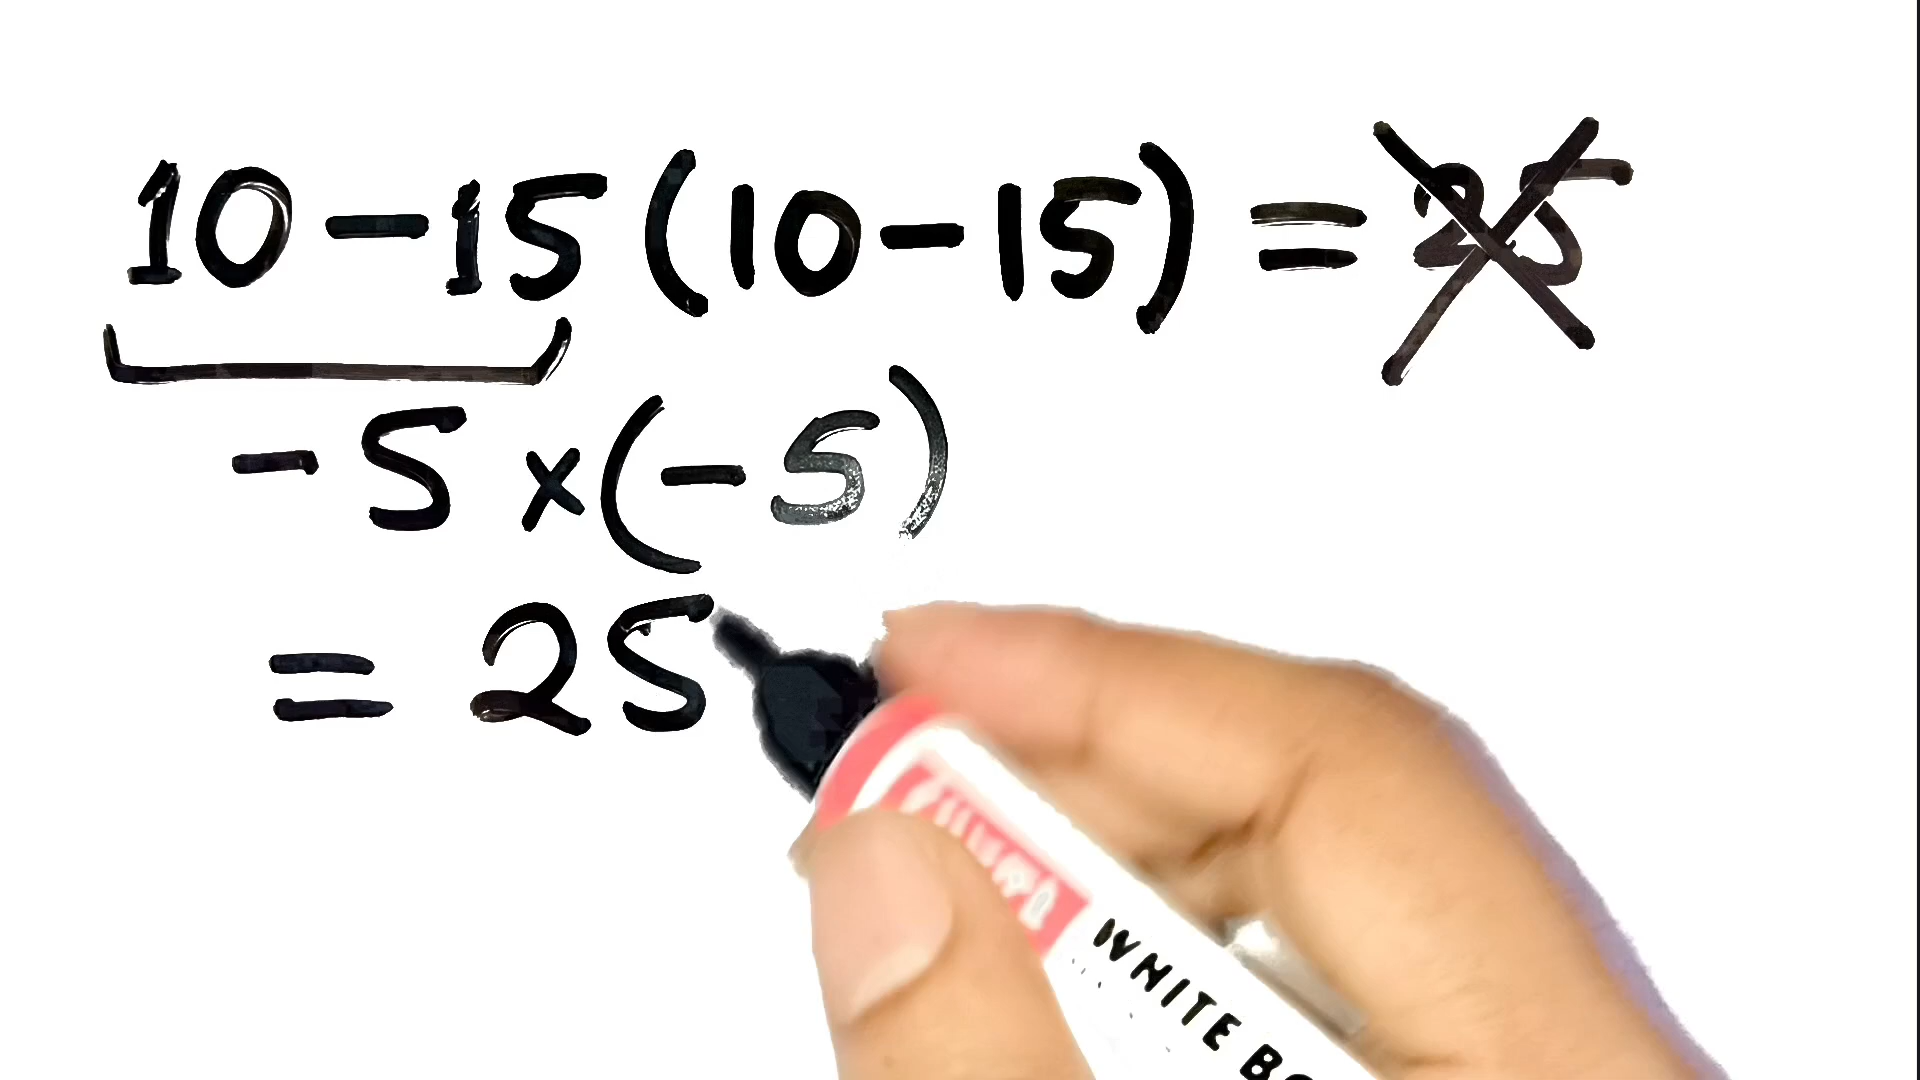 10 - 15 (10 - 15) = 25
- 5 × (- 5)
= 25
WHITE BO